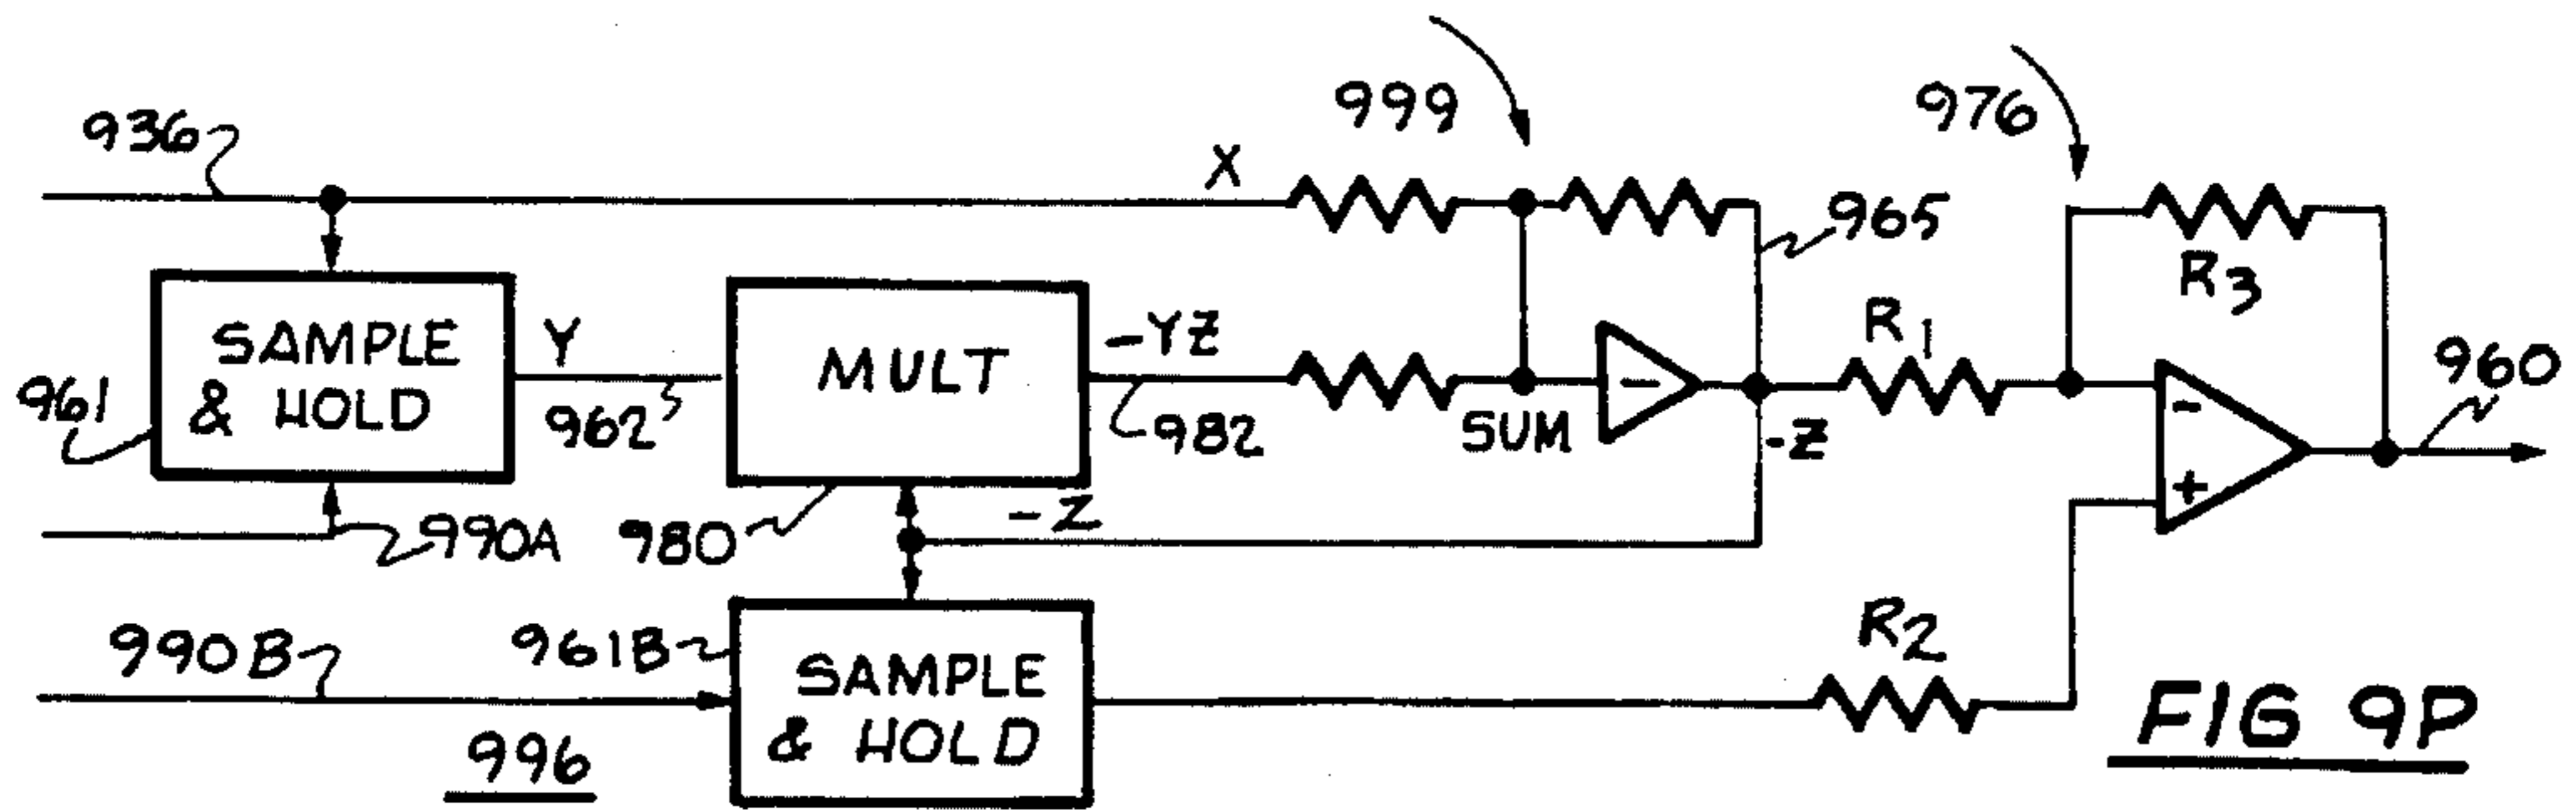 936
X
999
976
965
R3
SAMPLE
& HOLD
961
Y
962
MULT
-YZ
982
SUM
-Z
R1
-
-
+
960
990A
980
-Z
990B
961B
SAMPLE
& HOLD
R2
996
FIG 9P